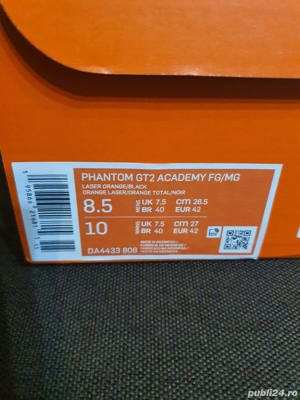 PHANTOM GT2 ACADEMY FG/MG
LASER ORANGE/BLACK
ORANGE LASER/ORANGE TOTAL/NOIR
8.5 MENS UK 7.5 CM 26.5
BR 40 EUR 42
10 UK 7.5 CM 27
BR 40 EUR 42
DA4433 808
publi24.ro